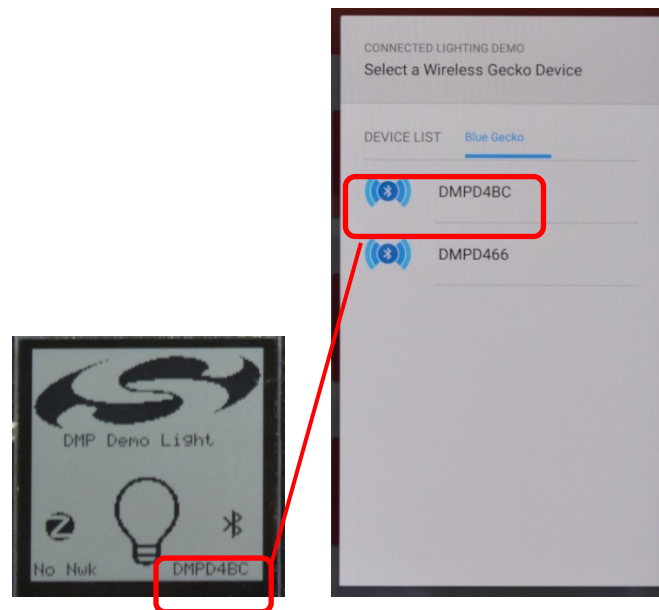 CONNECTED LIGHTING DEMO
Select a Wireless Gecko Device
DEVICE LIST Blue Gecko
DMPD4BC
DMPD466
DMP Demo Light
No Nwk DMPD4BC